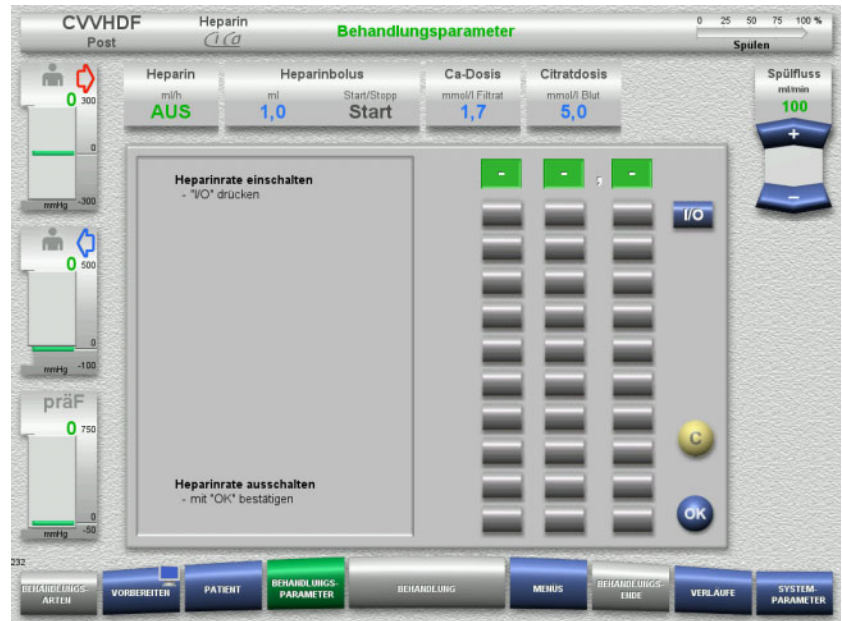 CVVHDF
Post
Heparin
Ci Ca
Behandlungsparameter
0 25 50 75 100 %
Spülen
0 300
0
mmHg -300
0 500
0
mmHg -100
präF
0 750
0
mmHg -50
Heparin
ml/h
AUS
Heparinbolus
ml Start/Stopp
1,0 Start
Ca-Dosis
mmol/l Filtrat
1,7
Citratdosis
mmol/l Blut
5,0
Spülfluss
ml/min
100
+
–
Heparinrate einschalten
- "I/O" drücken
- - , -
I/O
C
Heparinrate ausschalten
- mit "OK" bestätigen
OK
232
BEHANDLUNGS-
ARTEN
VORBEREITEN
PATIENT
BEHANDLUNGS-
PARAMETER
BEHANDLUNG
MENÜS
BEHANDLUNGS-
ENDE
VERLÄUFE
SYSTEM-
PARAMETER